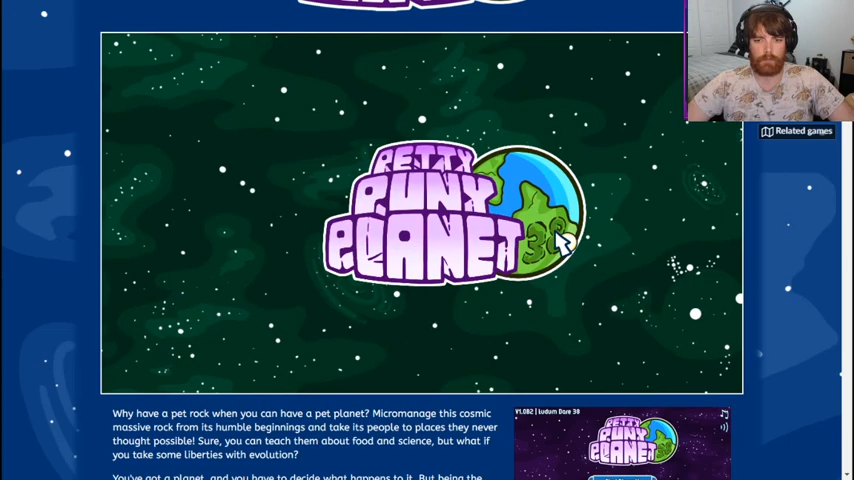 Related games
PETTY
PUNY
PLANET
38
Why have a pet rock when you can have a pet planet? Micromanage this cosmic
massive rock from its humble beginnings and take its people to places they never
thought possible! Sure, you can teach them about food and science, but what if
you take some liberties with evolution?
You've got a planet, and you have to decide what happens to it. But being the
V1.0B2 | Ludum Dare 38
PETTY
PUNY
PLANET